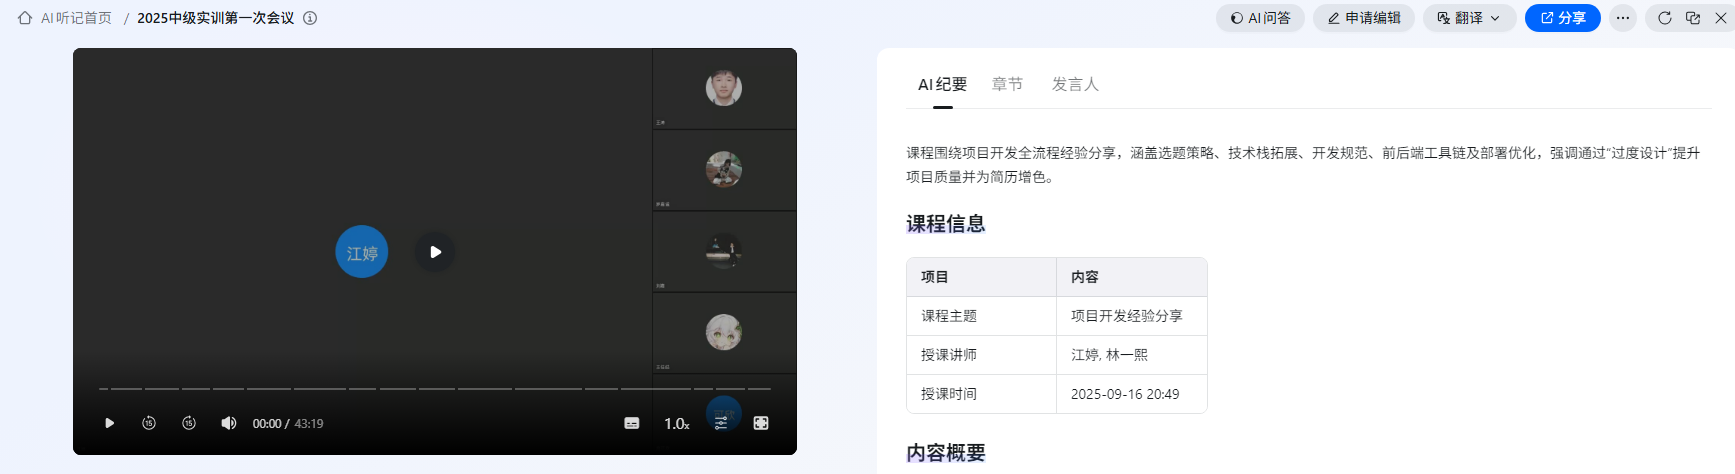 AI听记首页 / 2025中级实训第一次会议
AI问答 申请编辑 翻译 分享
江婷
15 15 00:00 / 43:19 1.0x
AI纪要 章节 发言人
课程围绕项目开发全流程经验分享，涵盖选题策略、技术栈拓展、开发规范、前后端工具链及部署优化，强调通过“过度设计”提升
项目质量并为简历增色。
课程信息
项目 内容
课程主题 项目开发经验分享
授课讲师 江婷, 林一熙
授课时间 2025-09-16 20:49
内容概要